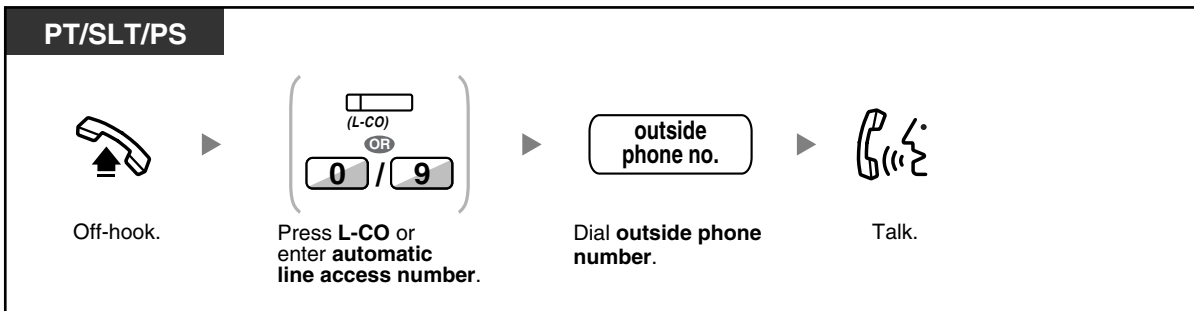 PT/SLT/PS
(L-CO)
OR
0 / 9
outside
phone no.
Off-hook.
Press L-CO or
enter automatic
line access number.
Dial outside phone
number.
Talk.